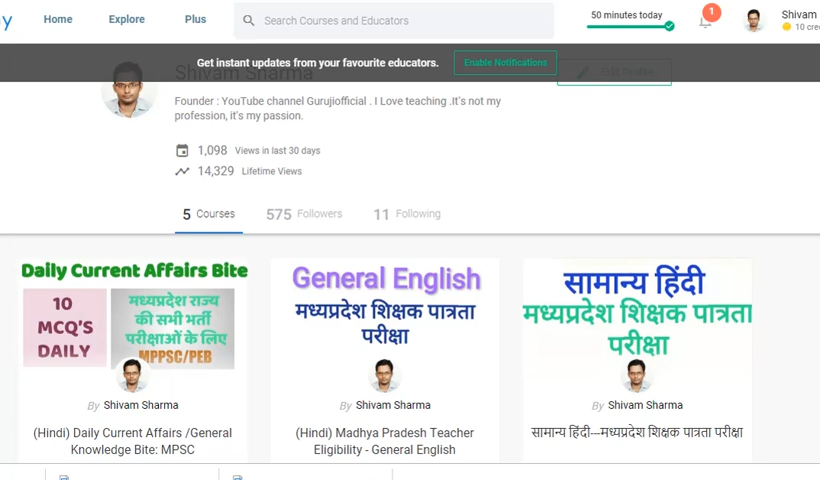 Home Explore Plus Search Courses and Educators 50 minutes today 1 Shivam
Get instant updates from your favourite educators. Enable Notifications
Shivam Sharma Edit Profile
Founder : YouTube channel Gurujiofficial . I Love teaching .It's not my
profession, it's my passion.
1,098 Views in last 30 days
14,329 Lifetime Views
5 Courses 575 Followers 11 Following
Daily Current Affairs Bite
10
MCQ'S
DAILY
मध्यप्रदेश राज्य
की सभी भर्ती
परीक्षाओं के लिए
MPPSC/PEB
By Shivam Sharma
(Hindi) Daily Current Affairs /General
Knowledge Bite: MPSC
General English
मध्यप्रदेश शिक्षक पात्रता
परीक्षा
By Shivam Sharma
(Hindi) Madhya Pradesh Teacher
Eligibility - General English
सामान्य हिंदी
मध्यप्रदेश शिक्षक पात्रता
परीक्षा
By Shivam Sharma
सामान्य हिंदी---मध्यप्रदेश शिक्षक पात्रता परीक्षा